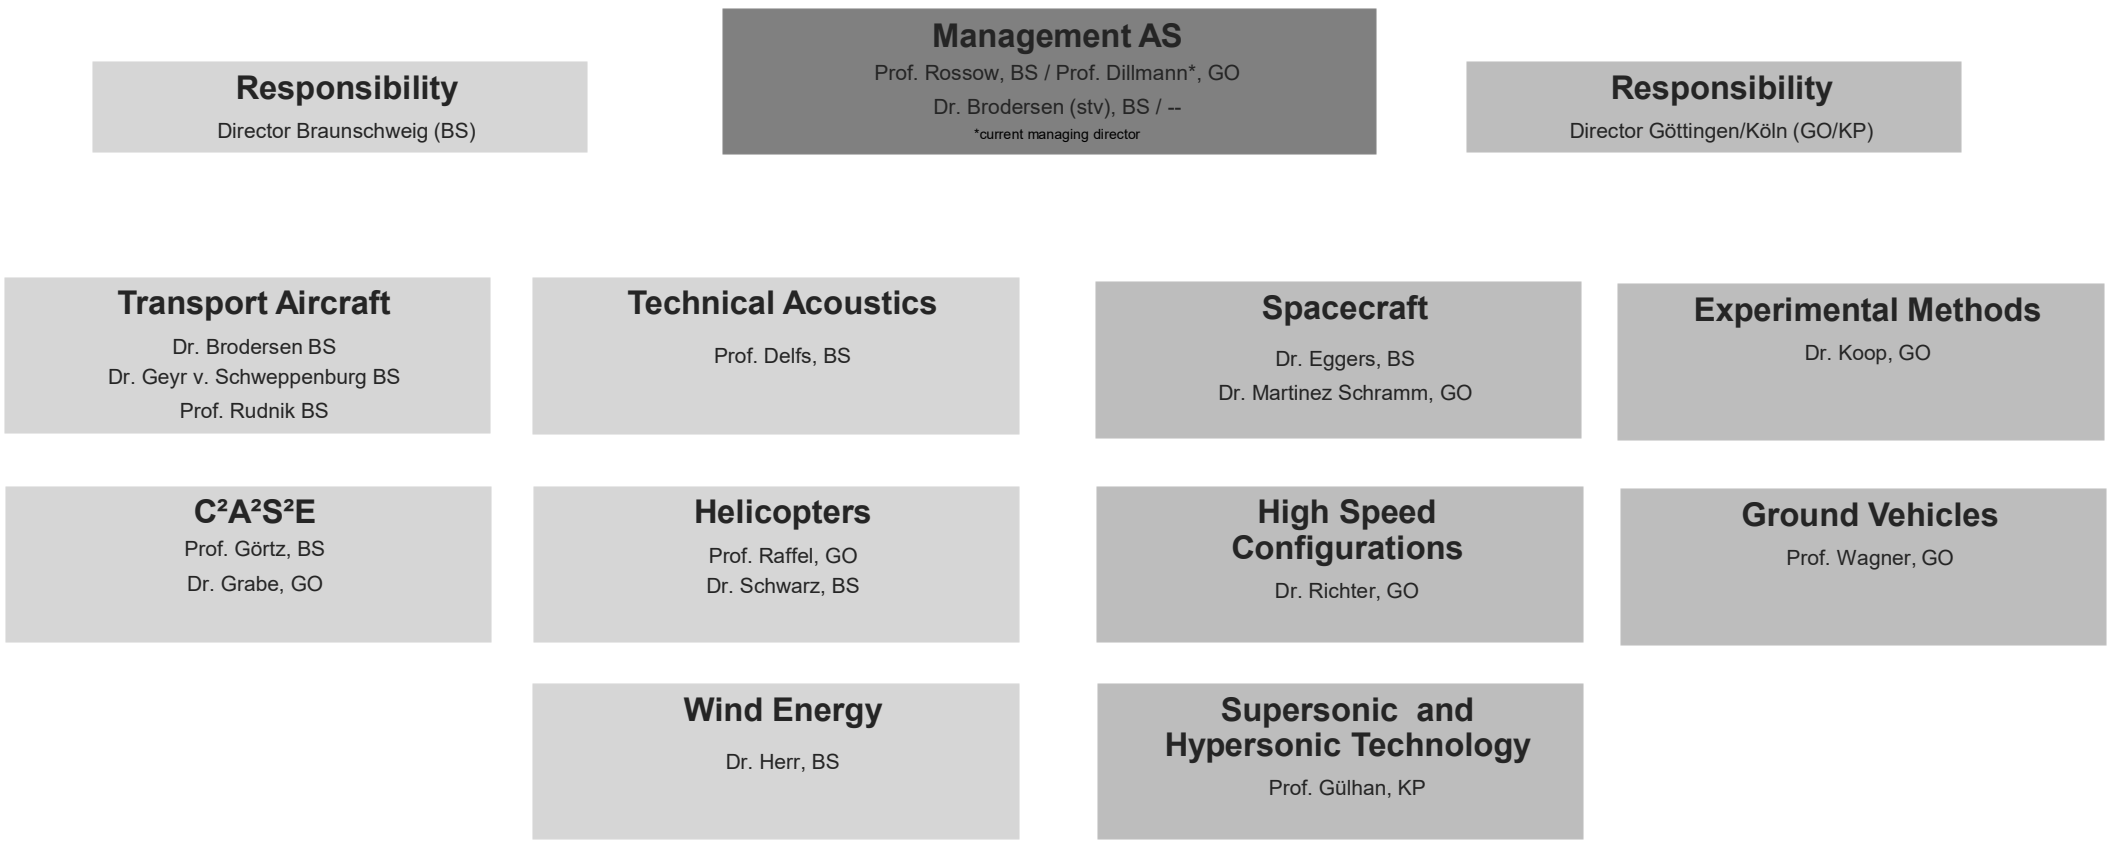 Management AS
Prof. Rossow, BS / Prof. Dillmann*, GO
Dr. Brodersen (stv), BS / --
*current managing director
Responsibility
Director Braunschweig (BS)
Responsibility
Director Göttingen/Köln (GO/KP)
Transport Aircraft
Dr. Brodersen BS
Dr. Geyr v. Schweppenburg BS
Prof. Rudnik BS
Technical Acoustics
Prof. Delfs, BS
Spacecraft
Dr. Eggers, BS
Dr. Martinez Schramm, GO
Experimental Methods
Dr. Koop, GO
C²A²S²E
Prof. Görtz, BS
Dr. Grabe, GO
Helicopters
Prof. Raffel, GO
Dr. Schwarz, BS
High Speed
Configurations
Dr. Richter, GO
Ground Vehicles
Prof. Wagner, GO
Wind Energy
Dr. Herr, BS
Supersonic and
Hypersonic Technology
Prof. Gülhan, KP